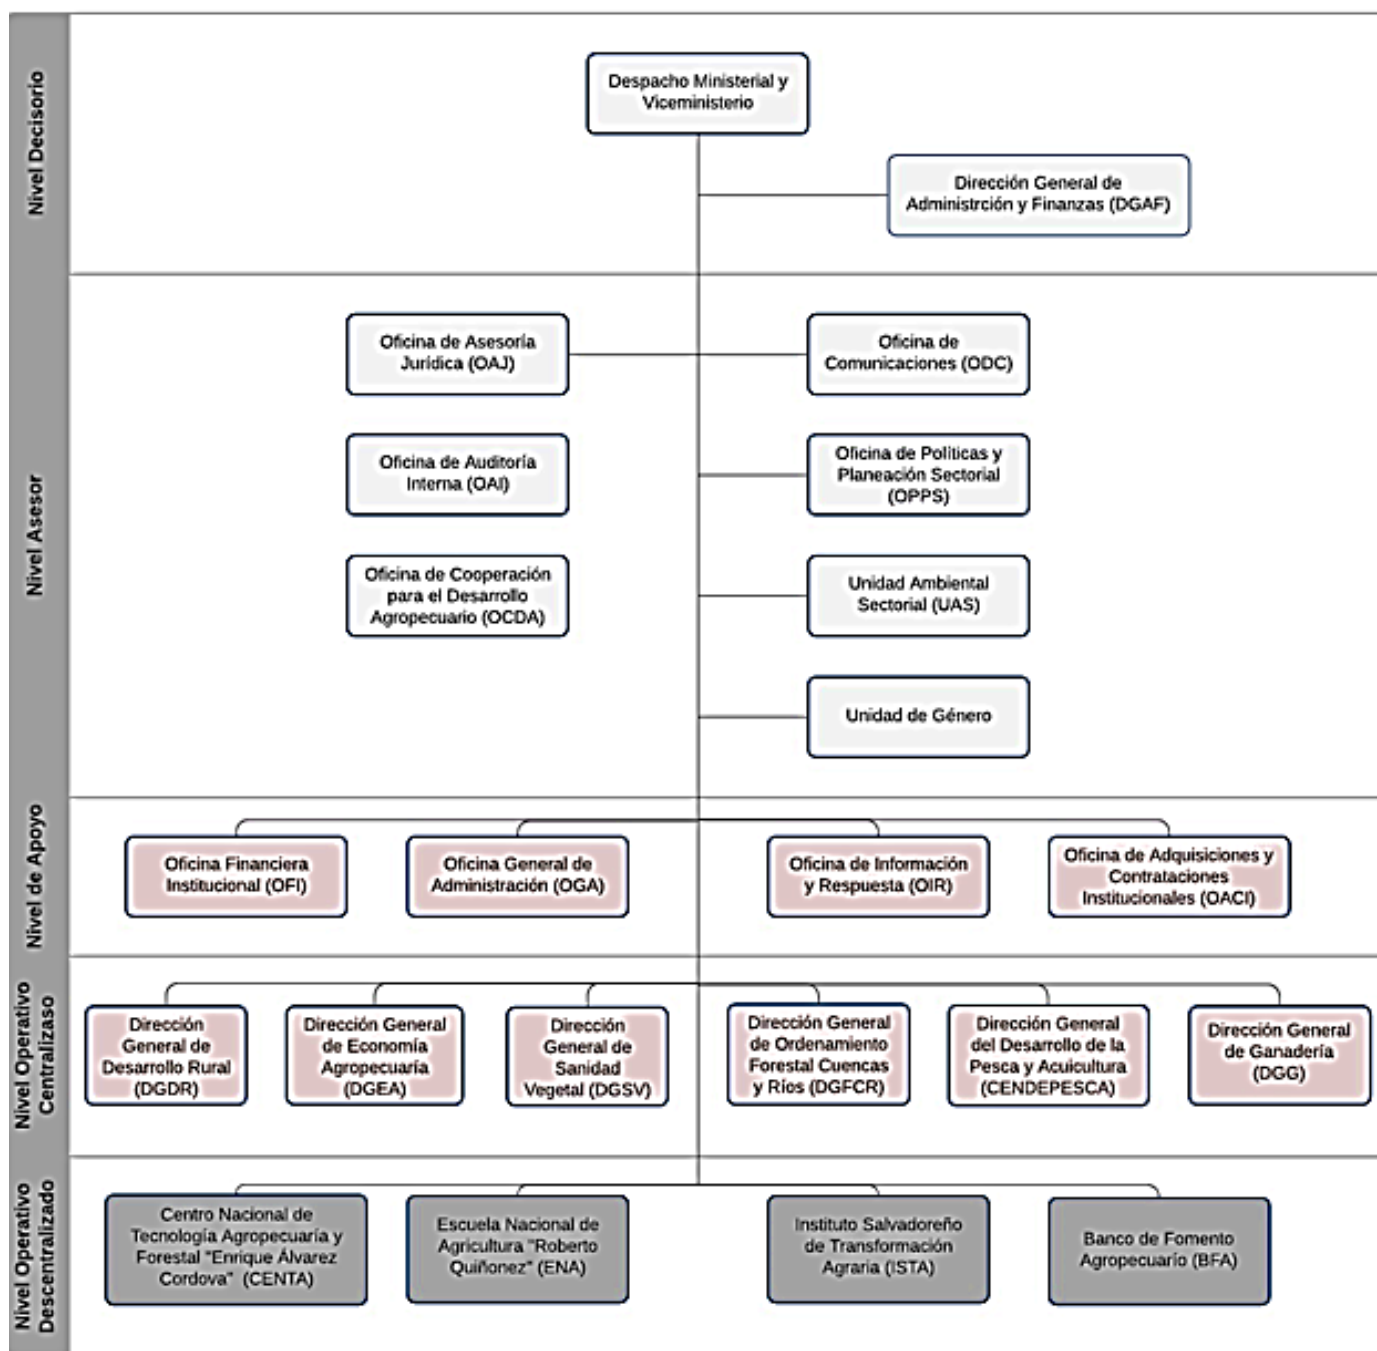 Nivel Decisorio
Despacho Ministerial y
Viceministerio
Dirección General de
Administrción y Finanzas (DGAF)
Nivel Asesor
Oficina de Asesoría
Jurídica (OAJ)
Oficina de
Comunicaciones (ODC)
Oficina de Auditoría
Interna (OAI)
Oficina de Políticas y
Planeación Sectorial
(OPPS)
Oficina de Cooperación
para el Desarrollo
Agropecuario (OCDA)
Unidad Ambiental
Sectorial (UAS)
Unidad de Género
Nivel de Apoyo
Oficina Financiera
Institucional (OFI)
Oficina General de
Administración (OGA)
Oficina de Información
y Respuesta (OIR)
Oficina de Adquisiciones y
Contrataciones
Institucionales (OACI)
Nivel Operativo
Centralizaso
Dirección
General de
Desarrollo Rural
(DGDR)
Dirección General
de Economía
Agropecuaría
(DGEA)
Dirección
General de
Sanidad
Vegetal (DGSV)
Dirección General
de Ordenamiento
Forestal Cuencas
y Ríos (DGFCR)
Dirección General
del Desarrollo de la
Pesca y Acuicultura
(CENDEPESCA)
Dirección General
de Ganadería
(DGG)
Nivel Operativo
Descentralizado
Centro Nacional de
Tecnología Agropecuaría y
Forestal "Enrique Álvarez
Cordova" (CENTA)
Escuela Nacional de
Agricultura "Roberto
Quiñonez" (ENA)
Instituto Salvadoreño
de Transformación
Agraria (ISTA)
Banco de Fomento
Agropecuarío (BFA)